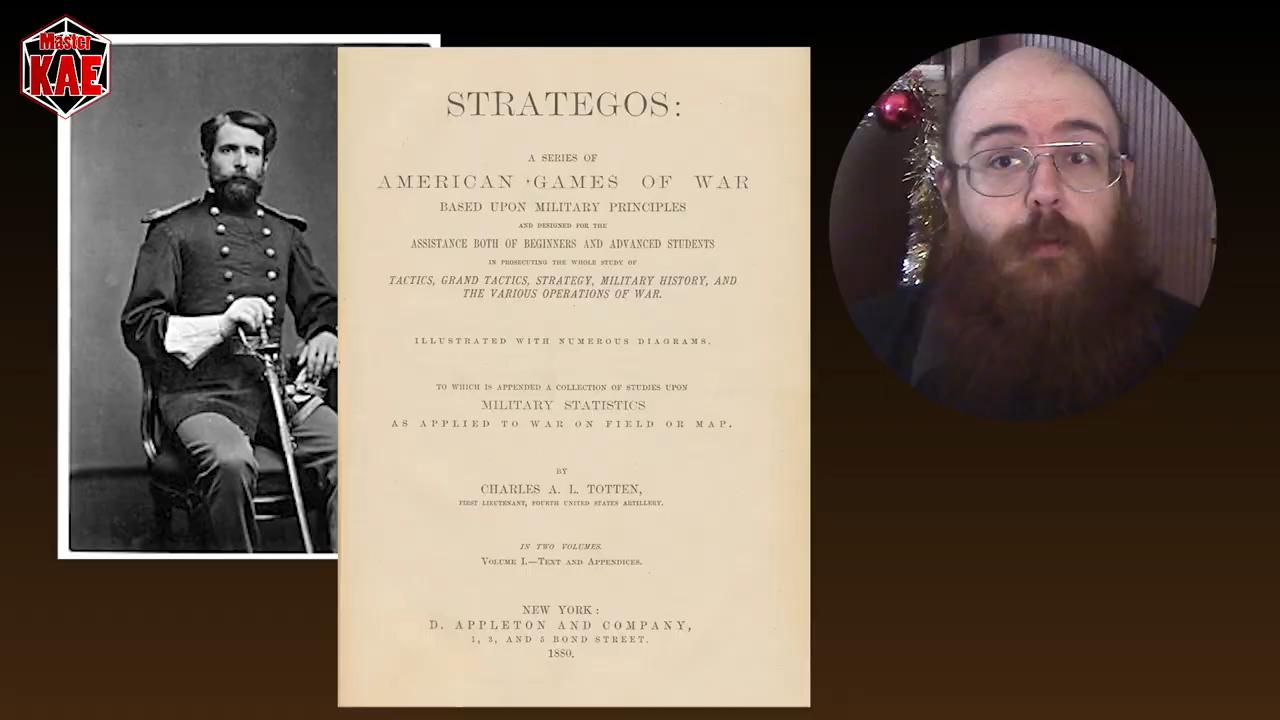 Master
KAE
STRATEGOS:
A SERIES OF
AMERICAN GAMES OF WAR
BASED UPON MILITARY PRINCIPLES
AND DESIGNED FOR THE
ASSISTANCE BOTH OF BEGINNERS AND ADVANCED STUDENTS
IN PROSECUTING THE WHOLE STUDY OF
TACTICS, GRAND TACTICS, STRATEGY, MILITARY HISTORY, AND
THE VARIOUS OPERATIONS OF WAR.
ILLUSTRATED WITH NUMEROUS DIAGRAMS.
TO WHICH IS APPENDED A COLLECTION OF STUDIES UPON
MILITARY STATISTICS
AS APPLIED TO WAR ON FIELD OR MAP.
BY
CHARLES A. L. TOTTEN,
FIRST LIEUTENANT, FOURTH UNITED STATES ARTILLERY.
IN TWO VOLUMES.
VOLUME I.—TEXT AND APPENDICES.
NEW YORK:
D. APPLETON AND COMPANY,
1, 3, AND 5 BOND STREET.
1880.